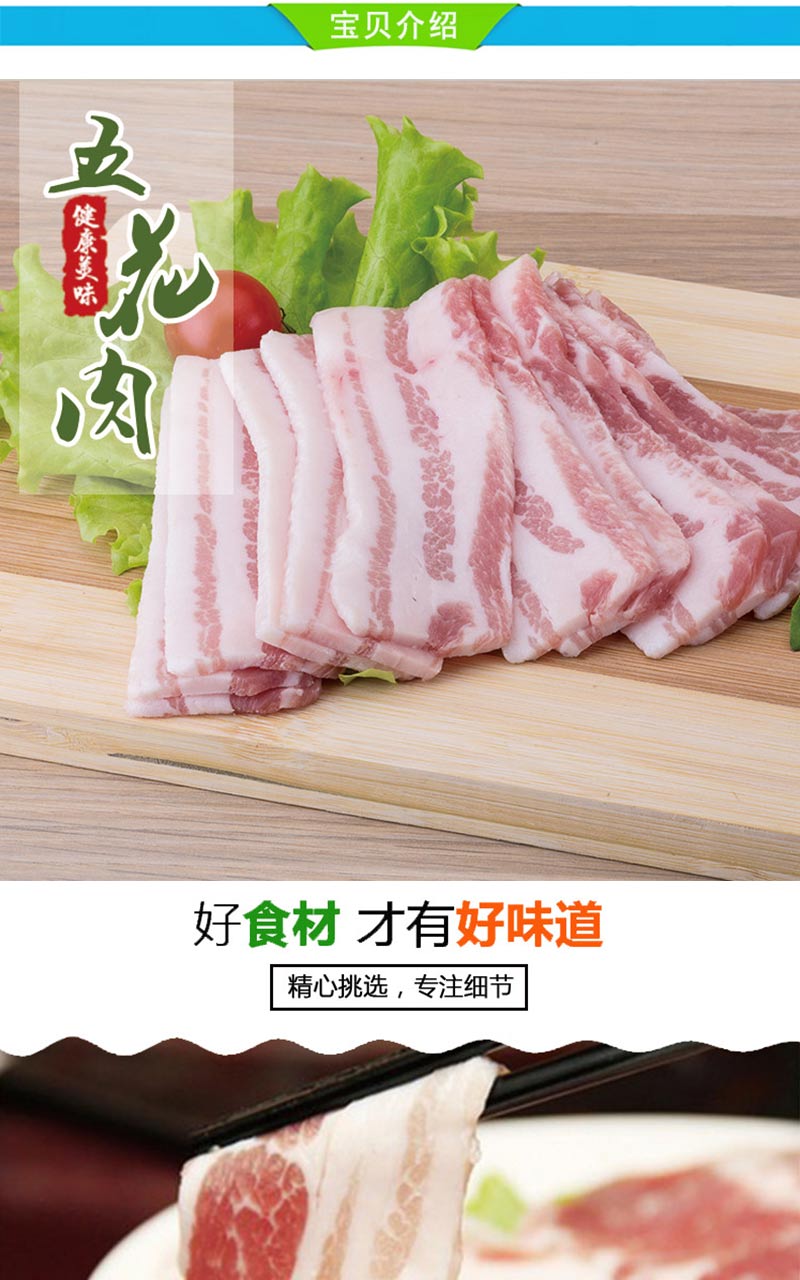 宝贝介绍
五花肉
健康美味
好食材 才有好味道
精心挑选，专注细节